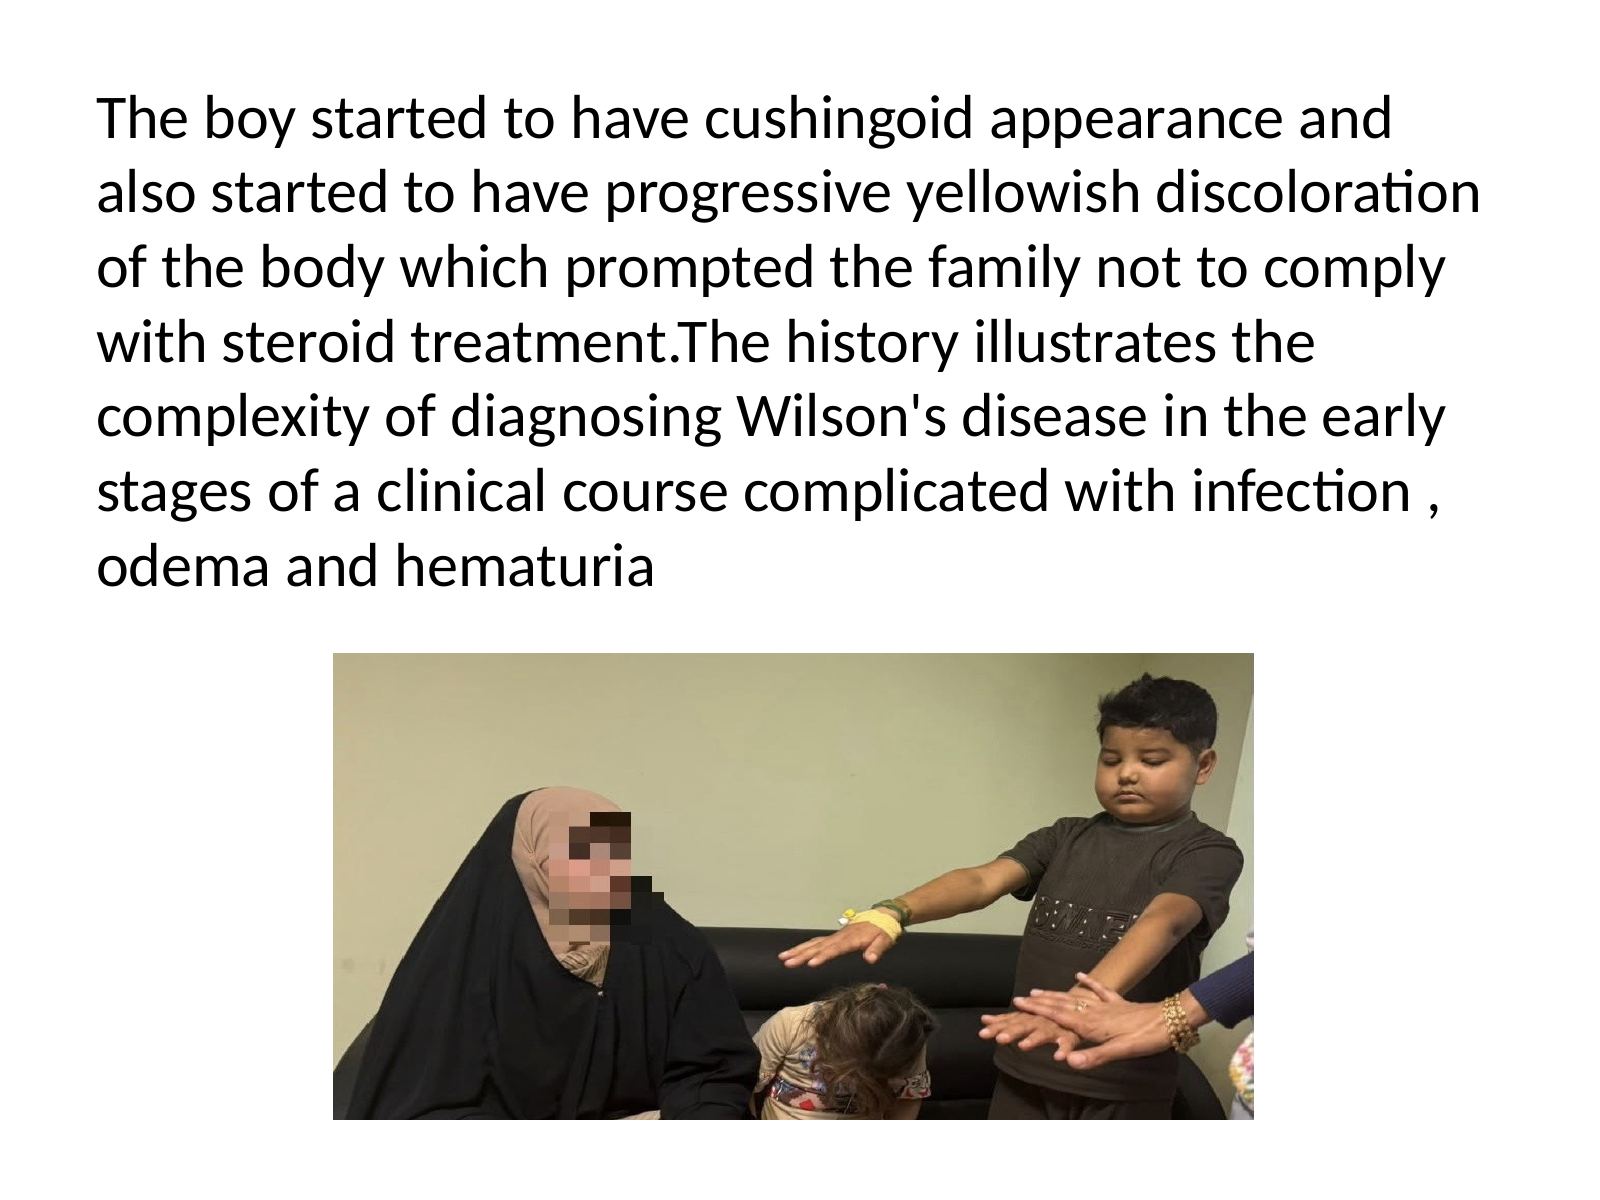 The boy started to have cushingoid appearance and
also started to have progressive yellowish discoloration
of the body which prompted the family not to comply
with steroid treatment.The history illustrates the
complexity of diagnosing Wilson's disease in the early
stages of a clinical course complicated with infection ,
odema and hematuria